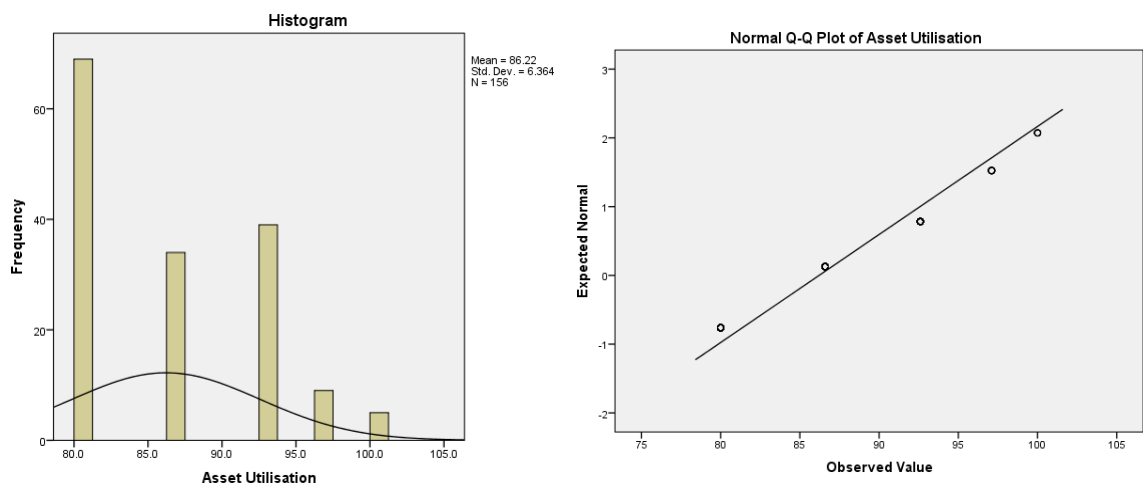 Histogram
Mean = 86.22
Std. Dev. = 6.364
N = 156
60
40
20
0
Frequency
80.0 85.0 90.0 95.0 100.0 105.0
Asset Utilisation
Normal Q-Q Plot of Asset Utilisation
3
2
1
0
-1
-2
Expected Normal
75 80 85 90 95 100 105
Observed Value